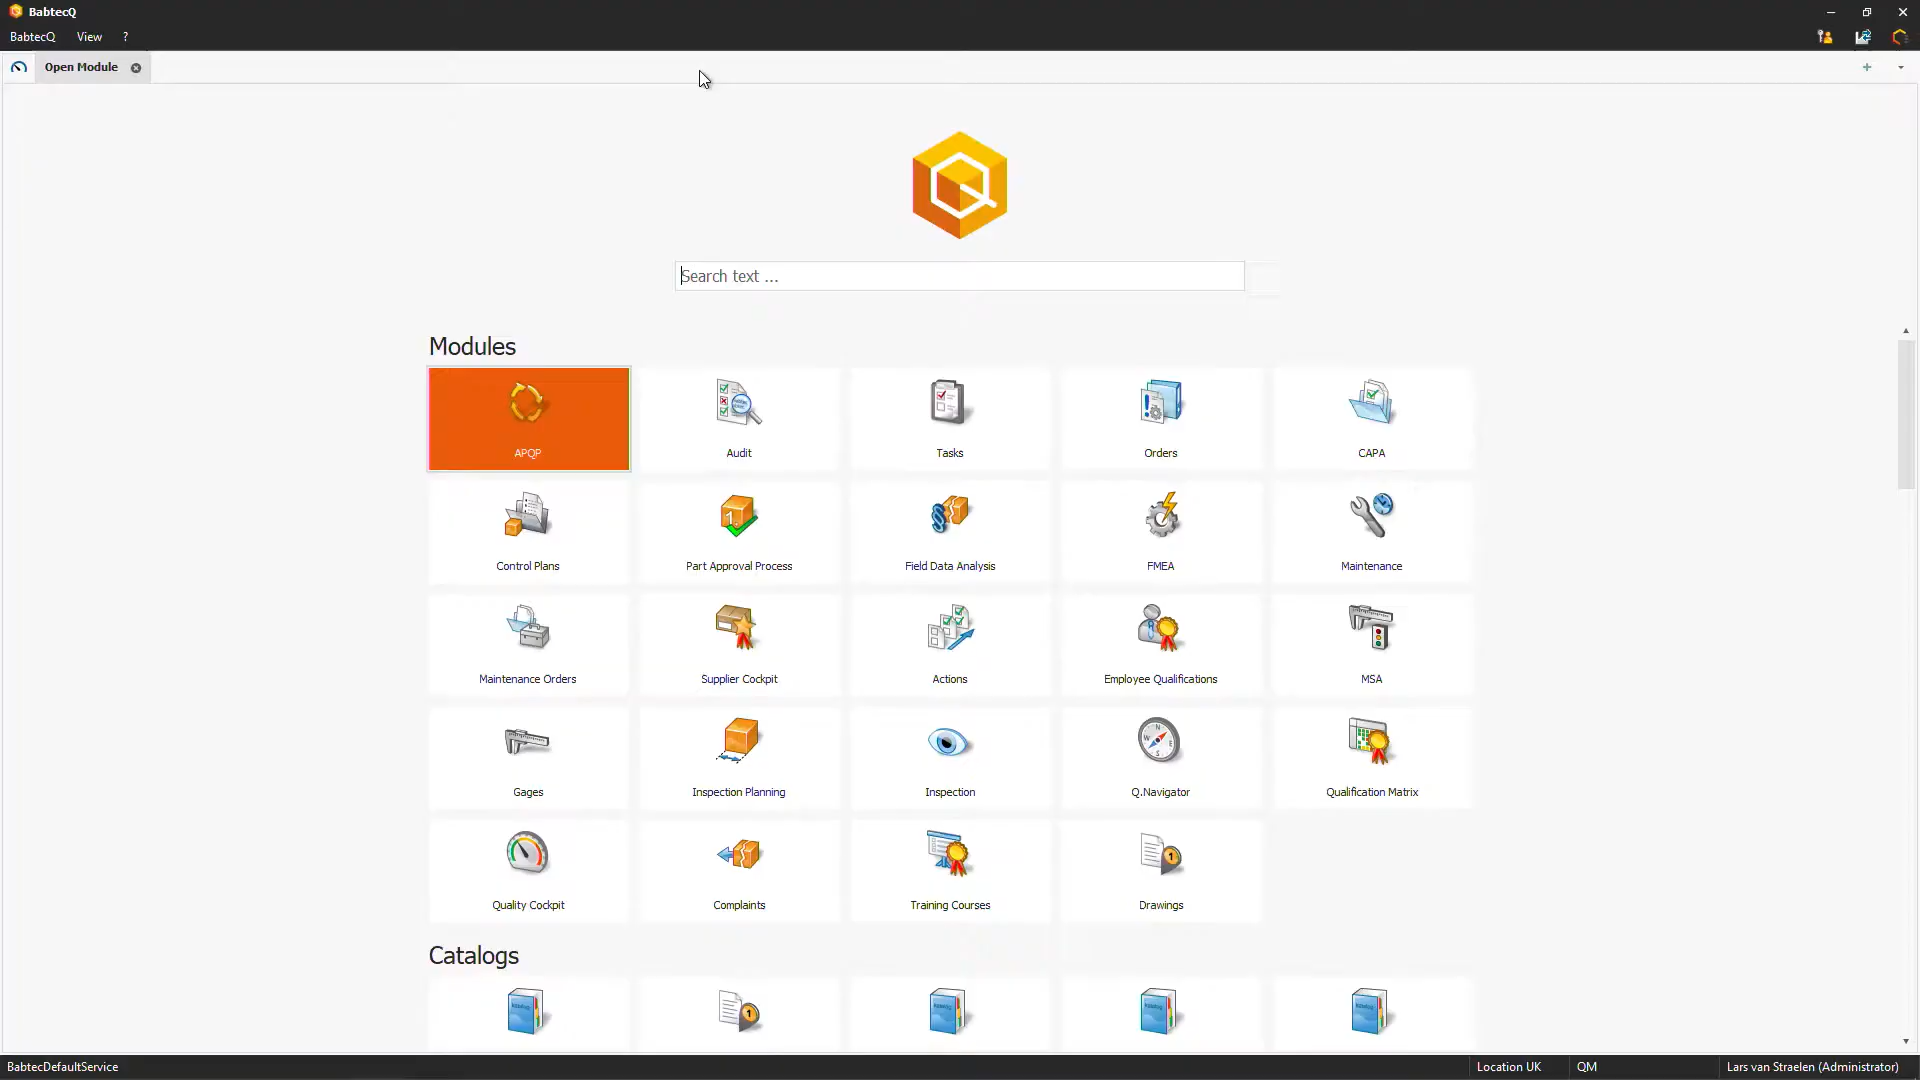 BabtecQ
BabtecQ View ?
Open Module
Search text ...
Modules
APQP
Audit
Tasks
Orders
CAPA
Control Plans
Part Approval Process
Field Data Analysis
FMEA
Maintenance
Maintenance Orders
Supplier Cockpit
Actions
Employee Qualifications
MSA
Gages
Inspection Planning
Inspection
Q.Navigator
Qualification Matrix
Quality Cockpit
Complaints
Training Courses
Drawings
Catalogs
BabtecDefaultService
Location UK
QM
Lars van Straelen (Administrator)